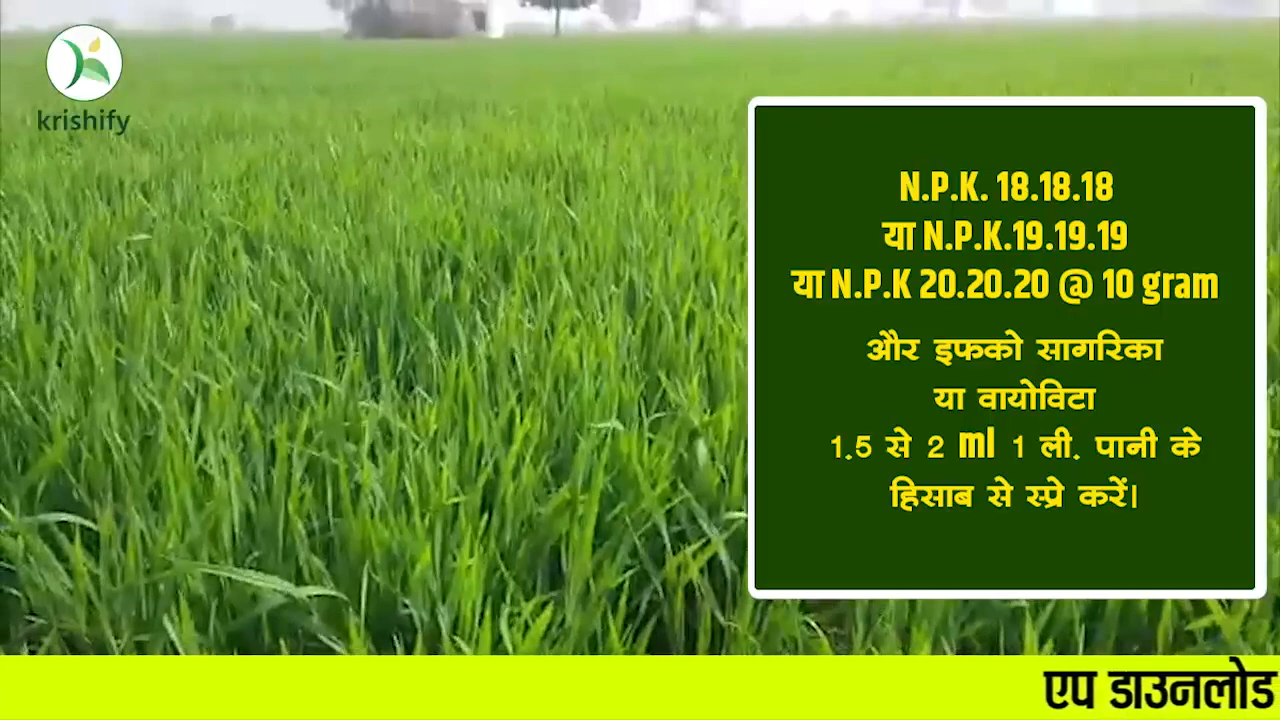 krishify
N.P.K. 18.18.18
या N.P.K.19.19.19
या N.P.K 20.20.20 @ 10 gram
और इफको सागरिका
या वायोविटा
1.5 से 2 ml 1 ली. पानी के
हिसाब से स्प्रे करें।
एप डाउनलोड